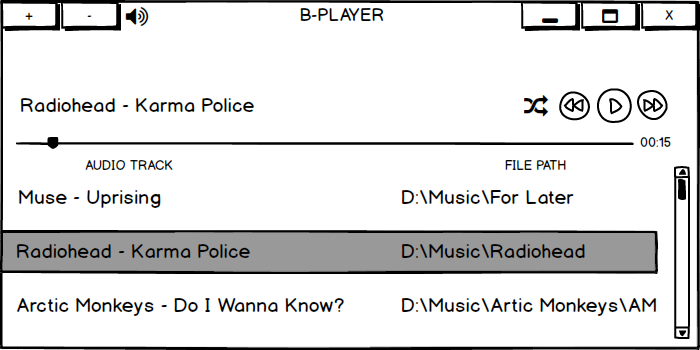 + - B-PLAYER X
Radiohead - Karma Police
00:15
AUDIO TRACK FILE PATH
Muse - Uprising D:\Music\For Later
Radiohead - Karma Police D:\Music\Radiohead
Arctic Monkeys - Do I Wanna Know? D:\Music\Artic Monkeys\AM